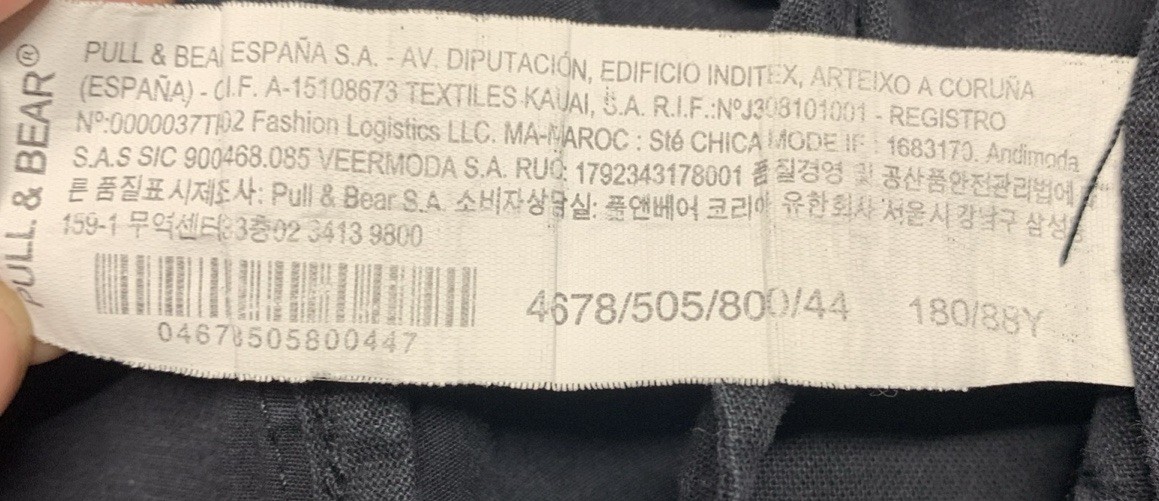 PULL & BEAR®
PULL & BEAR ESPAÑA S.A. - AV. DIPUTACIÓN, EDIFICIO INDITEX, ARTEIXO A CORUÑA
(ESPAÑA) - C.I.F. A-15108673 TEXTILES KAUAI, S.A. R.I.F.:NºJ308101001 - REGISTRO
Nº:0000037TI02 Fashion Logistics LLC. MA-MAROC : Sté CHICA MODE IF : 1683173. Andimoda
S.A.S SIC 900468.085 VEERMODA S.A. RUC: 1792343178001 품질경영 및 공산품안전관리법에
른 품질표시제조사: Pull & Bear S.A. 소비자상담실: 풀앤베어 코리아 유한회사 서울시 강남구 삼성동
159-1 무역센터 3층02 3413 9800
4678/505/800/44 180/88Y
04678505800447